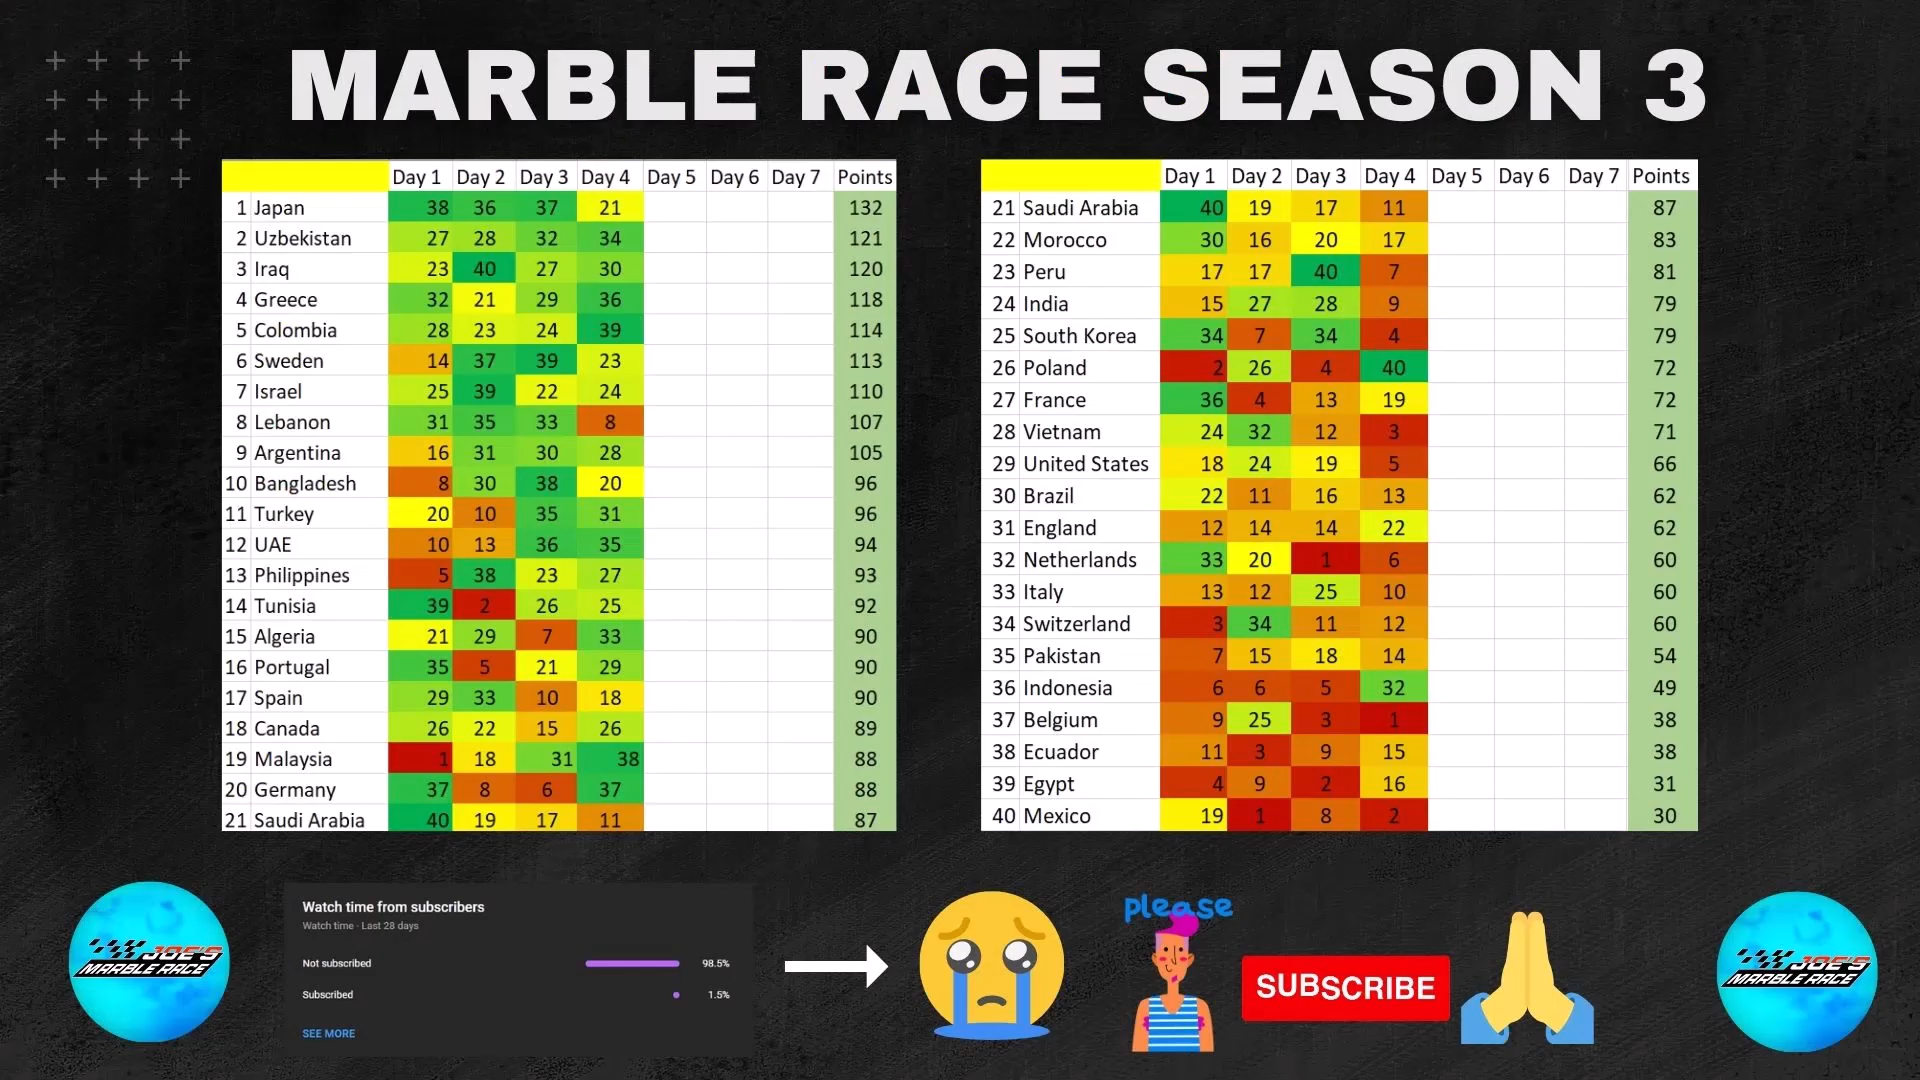 MARBLE RACE SEASON 3
Day 1 Day 2 Day 3 Day 4 Day 5 Day 6 Day 7 Points
1 Japan 38 36 37 21 132
2 Uzbekistan 27 28 32 34 121
3 Iraq 23 40 27 30 120
4 Greece 32 21 29 36 118
5 Colombia 28 23 24 39 114
6 Sweden 14 37 39 23 113
7 Israel 25 39 22 24 110
8 Lebanon 31 35 33 8 107
9 Argentina 16 31 30 28 105
10 Bangladesh 8 30 38 20 96
11 Turkey 20 10 35 31 96
12 UAE 10 13 36 35 94
13 Philippines 5 38 23 27 93
14 Tunisia 39 2 26 25 92
15 Algeria 21 29 7 33 90
16 Portugal 35 5 21 29 90
17 Spain 29 33 10 18 90
18 Canada 26 22 15 26 89
19 Malaysia 1 18 31 38 88
20 Germany 37 8 6 37 88
21 Saudi Arabia 40 19 17 11 87
Day 1 Day 2 Day 3 Day 4 Day 5 Day 6 Day 7 Points
21 Saudi Arabia 40 19 17 11 87
22 Morocco 30 16 20 17 83
23 Peru 17 17 40 7 81
24 India 15 27 28 9 79
25 South Korea 34 7 34 4 79
26 Poland 2 26 4 40 72
27 France 36 4 13 19 72
28 Vietnam 24 32 12 3 71
29 United States 18 24 19 5 66
30 Brazil 22 11 16 13 62
31 England 12 14 14 22 62
32 Netherlands 33 20 1 6 60
33 Italy 13 12 25 10 60
34 Switzerland 3 34 11 12 60
35 Pakistan 7 15 18 14 54
36 Indonesia 6 6 5 32 49
37 Belgium 9 25 3 1 38
38 Ecuador 11 3 9 15 38
39 Egypt 4 9 2 16 31
40 Mexico 19 1 8 2 30
JOE'S
MARBLE RACE
Watch time from subscribers
Watch time · Last 28 days
Not subscribed 98.5%
Subscribed 1.5%
SEE MORE
please
SUBSCRIBE
JOE'S
MARBLE RACE